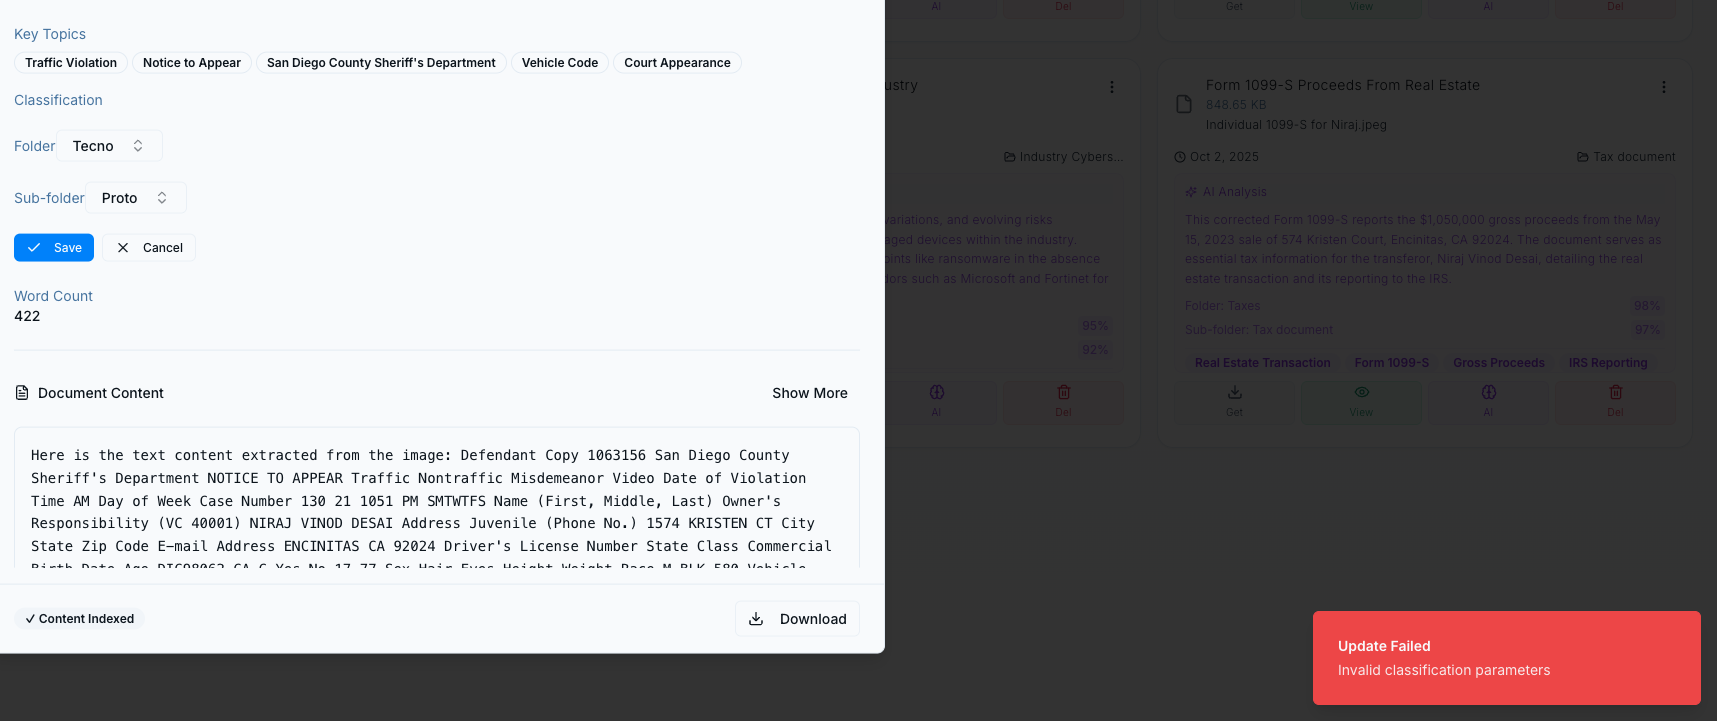 Key Topics
Traffic Violation
Notice to Appear
San Diego County Sheriff's Department
Vehicle Code
Court Appearance
Classification
Folder
Tecno
Sub-folder
Proto
Save
Cancel
Word Count
422
Document Content
Show More
Here is the text content extracted from the image: Defendant Copy 1063156 San Diego County
Sheriff's Department NOTICE TO APPEAR Traffic Nontraffic Misdemeanor Video Date of Violation
Time AM Day of Week Case Number 130 21 1051 PM SMTWTFS Name (First, Middle, Last) Owner's
Responsibility (VC 40001) NIRAJ VINOD DESAI Address Juvenile (Phone No.) 1574 KRISTEN CT City
State Zip Code E-mail Address ENCINITAS CA 92024 Driver's License Number State Class Commercial
✓ Content Indexed
Download
AI
Del
Get
View
AI
Del
ustry
Industry Cybers...
variations, and evolving risks
aged devices within the industry.
oints like ransomware in the absence
dors such as Microsoft and Fortinet for
95%
92%
AI
Del
Form 1099-S Proceeds From Real Estate
848.65 KB
Individual 1099-S for Niraj.jpeg
Oct 2, 2025
Tax document
AI Analysis
This corrected Form 1099-S reports the $1,050,000 gross proceeds from the May
15, 2023 sale of 574 Kristen Court, Encinitas, CA 92024. The document serves as
essential tax information for the transferor, Niraj Vinod Desai, detailing the real
estate transaction and its reporting to the IRS.
Folder: Taxes
98%
Sub-folder: Tax document
97%
Real Estate Transaction
Form 1099-S
Gross Proceeds
IRS Reporting
Get
View
AI
Del
Update Failed
Invalid classification parameters